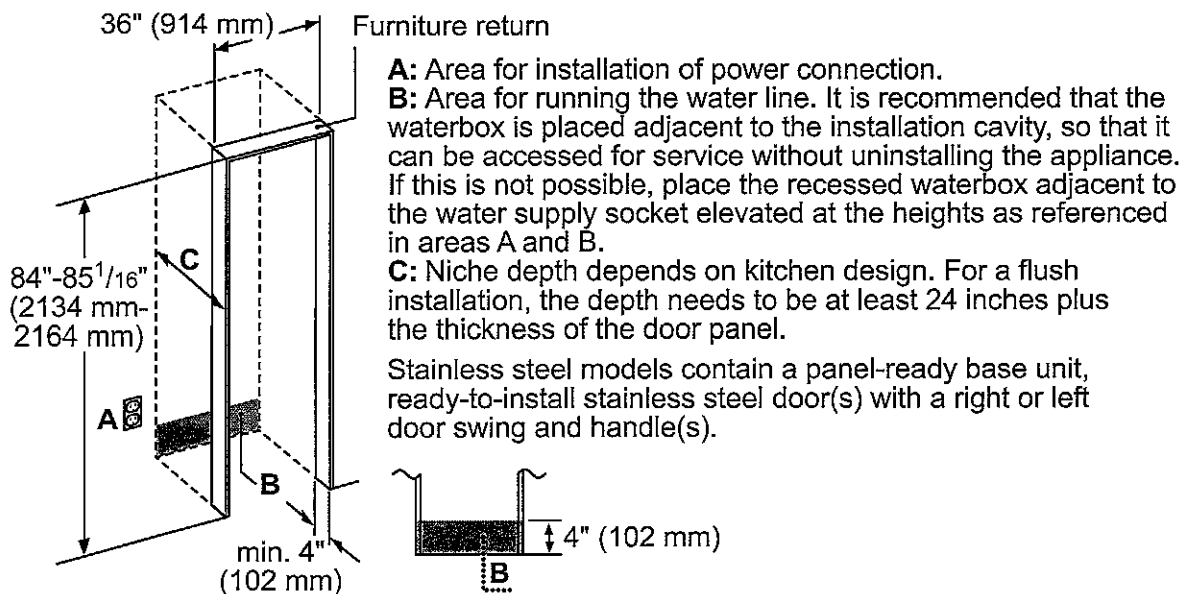 36" (914 mm)
Furniture return
A: Area for installation of power connection.
B: Area for running the water line. It is recommended that the
waterbox is placed adjacent to the installation cavity, so that it
can be accessed for service without uninstalling the appliance.
If this is not possible, place the recessed waterbox adjacent to
the water supply socket elevated at the heights as referenced
in areas A and B.
C: Niche depth depends on kitchen design. For a flush
installation, the depth needs to be at least 24 inches plus
the thickness of the door panel.
Stainless steel models contain a panel-ready base unit,
ready-to-install stainless steel door(s) with a right or left
door swing and handle(s).
C
84"-85 1/16"
(2134 mm-
2164 mm)
A
B
min. 4"
(102 mm)
4" (102 mm)
B